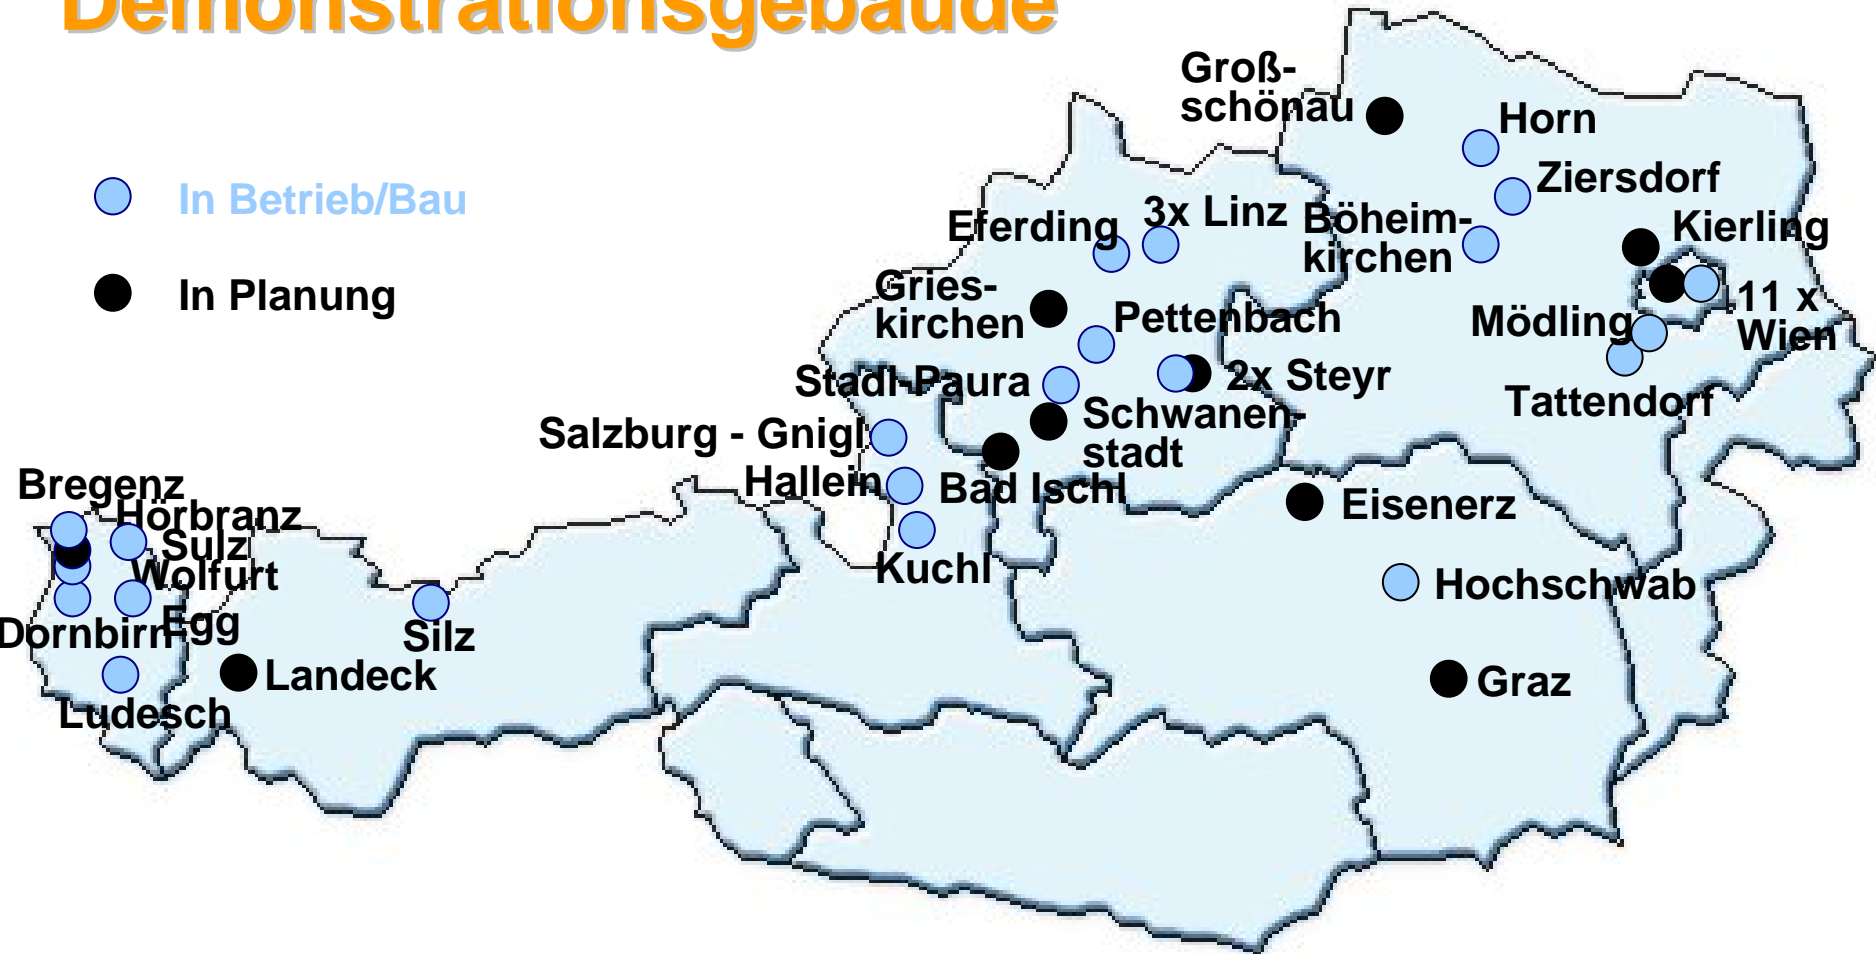 Demonstrationsgebäude
In Betrieb/Bau
In Planung
Groß-
schönau
Horn
Ziersdorf
Eferding
3x Linz
Böheim-
kirchen
Kierling
Gries-
kirchen
Pettenbach
Mödling
11 x
Wien
Stadl-Paura
2x Steyr
Tattendorf
Schwanen-
stadt
Salzburg - Gnigl
Hallein
Bad Ischl
Eisenerz
Kuchl
Hochschwab
Graz
Bregenz
Hörbranz
Sulz
Wolfurt
Egg
Dornbirn
Silz
Landeck
Ludesch